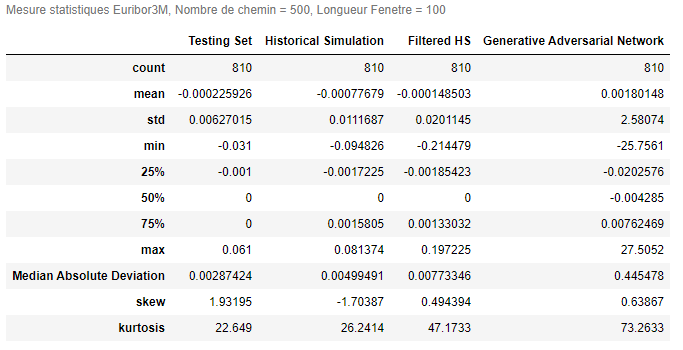 Mesure statistiques Euribor3M, Nombre de chemin = 500, Longueur Fenetre = 100
Testing Set Historical Simulation Filtered HS Generative Adversarial Network
count 810 810 810 810
mean -0.000225926 -0.00077679 -0.000148503 0.00180148
std 0.00627015 0.0111687 0.0201145 2.58074
min -0.031 -0.094826 -0.214479 -25.7561
25% -0.001 -0.0017225 -0.00185423 -0.0202576
50% 0 0 0 -0.004285
75% 0 0.0015805 0.00133032 0.00762469
max 0.061 0.081374 0.197225 27.5052
Median Absolute Deviation 0.00287424 0.00499491 0.00773346 0.445478
skew 1.93195 -1.70387 0.494394 0.63867
kurtosis 22.649 26.2414 47.1733 73.2633